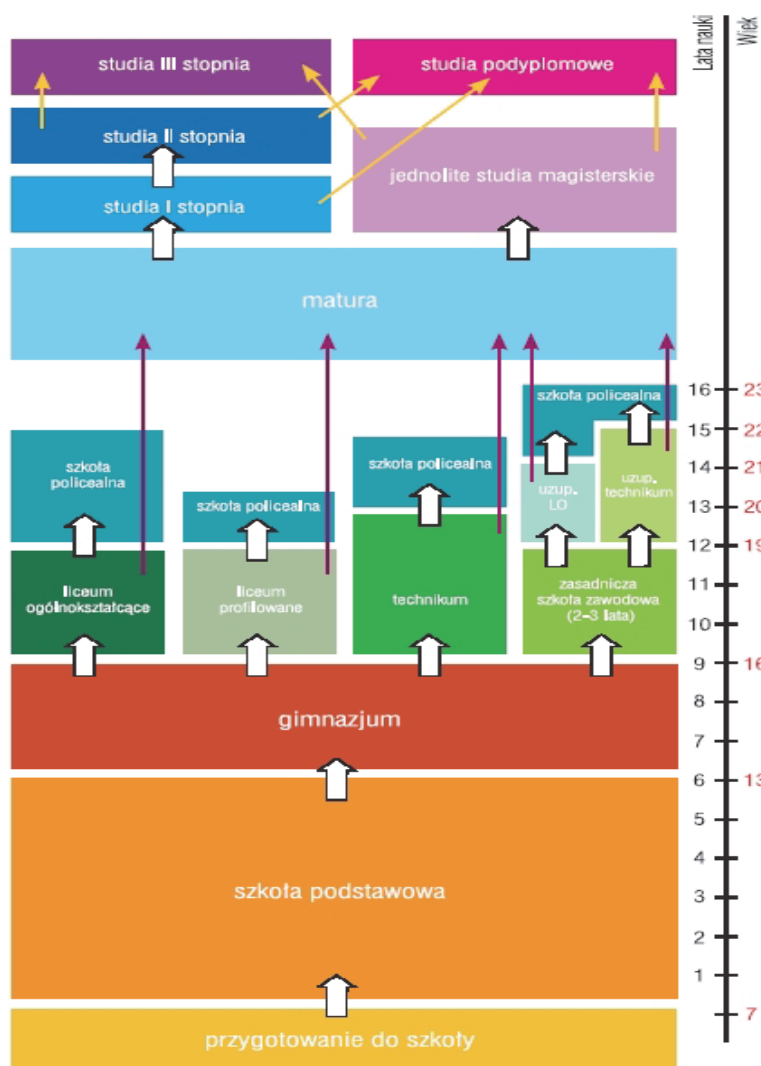 Lata nauki
Wiek
studia III stopnia
studia podyplomowe
studia II stopnia
jednolite studia magisterskie
studia I stopnia
matura
16
23
szkoła policealna
15
22
szkoła
policealna
szkoła policealna
14
21
uzup.
LO
uzup.
technikum
szkoła policealna
13
20
12
19
liceum
ogólnokształcące
liceum
profilowane
technikum
zasadnicza
szkoła zawodowa
(2–3 lata)
11
10
9
16
8
gimnazjum
7
6
13
5
4
szkoła podstawowa
3
2
1
7
przygotowanie do szkoły